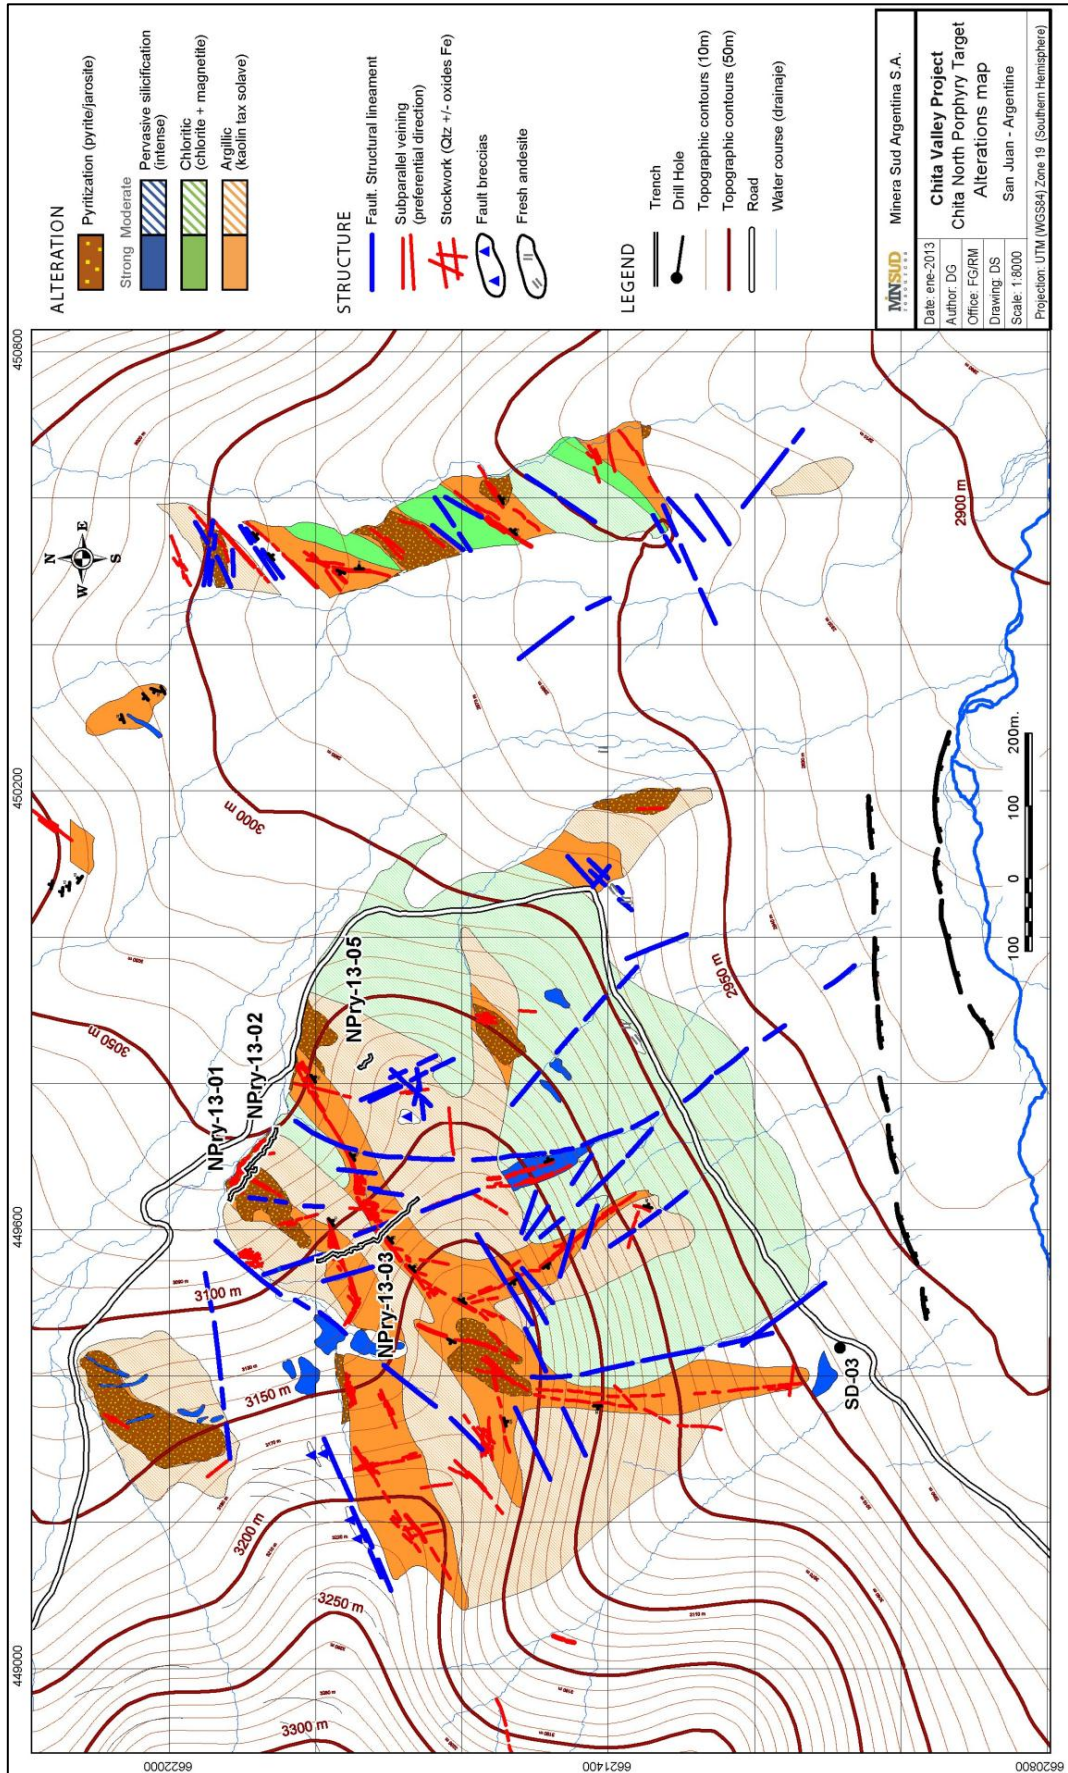 ALTERATION
Pyritization (pyrite/jarosite)
Strong Moderate
Pervasive silicification
(intense)
Chloritic
(chlorite + magnetite)
Argillic
(kaolin tax solave)
STRUCTURE
Fault. Structural lineament
Subparallel veining
(preferential direction)
Stockwork (Qtz +/- oxides Fe)
Fault breccias
Fresh andesite
LEGEND
Trench
Drill Hole
Topographic contours (10m)
Topographic contours (50m)
Road
Water course (drainaje)
MINSUD
resources
Minera Sud Argentina S.A.
Date: ene-2013
Author: DG
Office: FG/RM
Drawing: DS
Scale: 1:8000
Chita Valley Project
Chita North Porphyry Target
Alterations map
San Juan - Argentine
Projection: UTM (WGS84) Zone 19 (Southern Hemisphere)
N
W
E
S
449000
449600
450200
450800
6622000
6621400
6620800
NPry-13-01
NPry-13-02
NPry-13-05
NPry-13-03
SD-03
3050 m
3000 m
3100 m
3150 m
3200 m
3250 m
3300 m
2950 m
2900 m
100
0
100
200m.